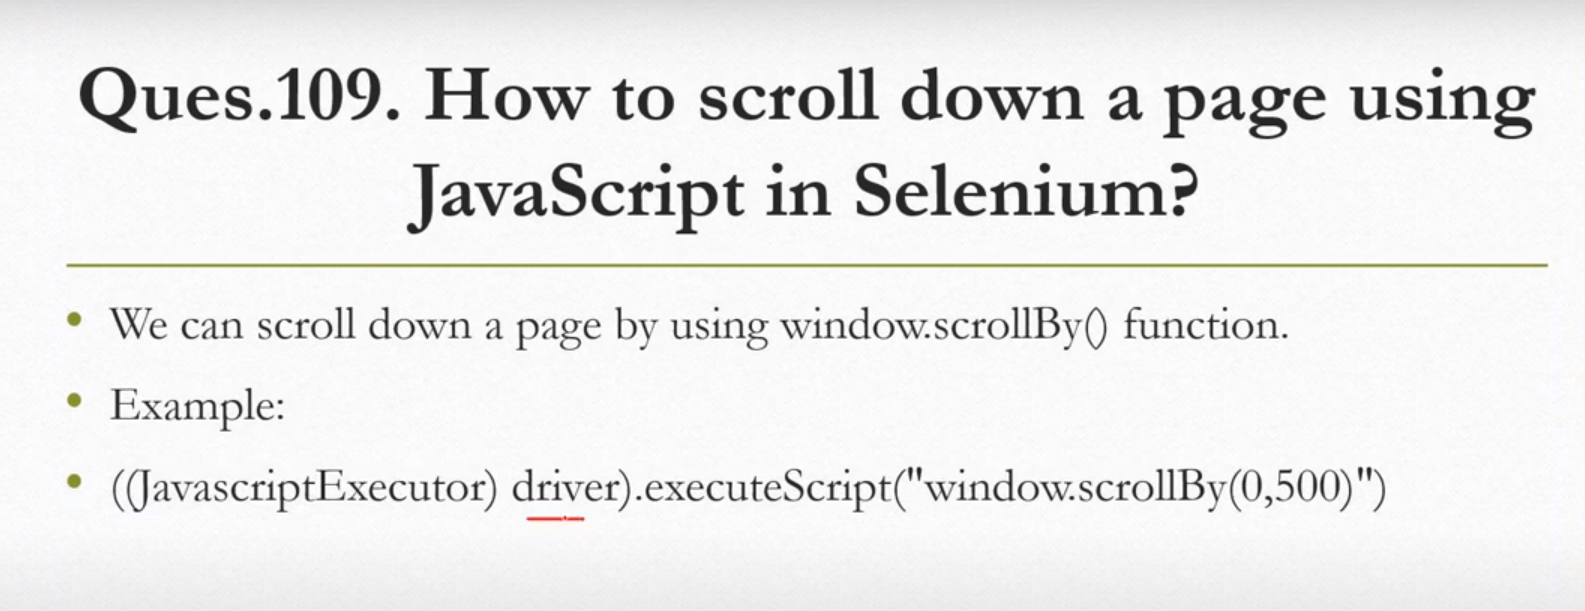 Ques.109. How to scroll down a page using
JavaScript in Selenium?
• We can scroll down a page by using window.scrollBy() function.
• Example:
• ((JavascriptExecutor) driver).executeScript("window.scrollBy(0,500)")